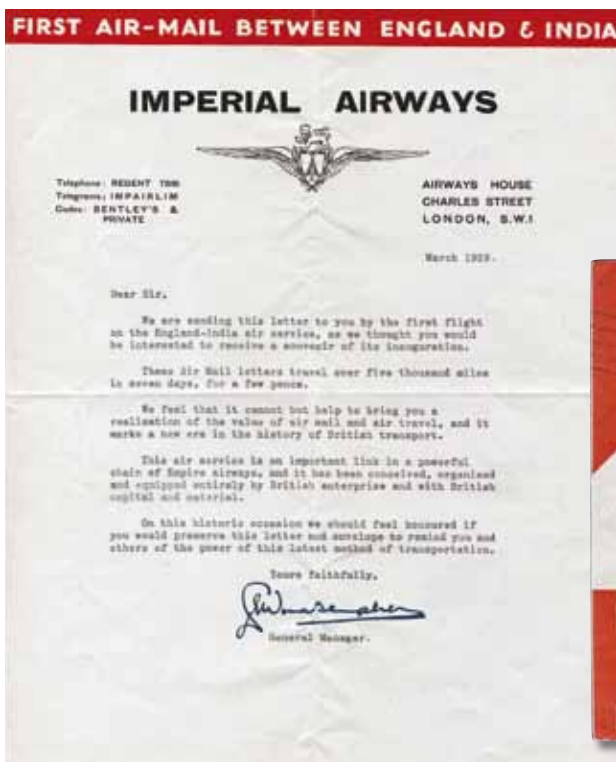 FIRST AIR-MAIL BETWEEN ENGLAND & INDIA
IMPERIAL AIRWAYS
Telephone: REGENT
Telegrams: IMPAIRLIM
Codes: BENTLEY'S &
PRIVATE
AIRWAYS HOUSE
CHARLES STREET
LONDON, S.W.1
March 1929.
Dear Sir,
We are sending this letter to you by the first flight
on the England-India air service, as we thought you would
be interested to receive a souvenir of its inauguration.
These Air Mail letters travel over five thousand miles
in seven days, for a few pence.
We feel that it cannot but help to bring you a
realisation of the value of air mail and air travel, and it
marks a new era in the history of British transport.
This air service is an important link in a powerful
chain of Empire airways, and it has been conceived, organised
and equipped entirely by British enterprise and with British
capital and material.
On this historic occasion we should feel honoured if
you would preserve this letter and envelope to remind you and
others of the power of this latest method of transportation.
Yours faithfully,
General Manager.